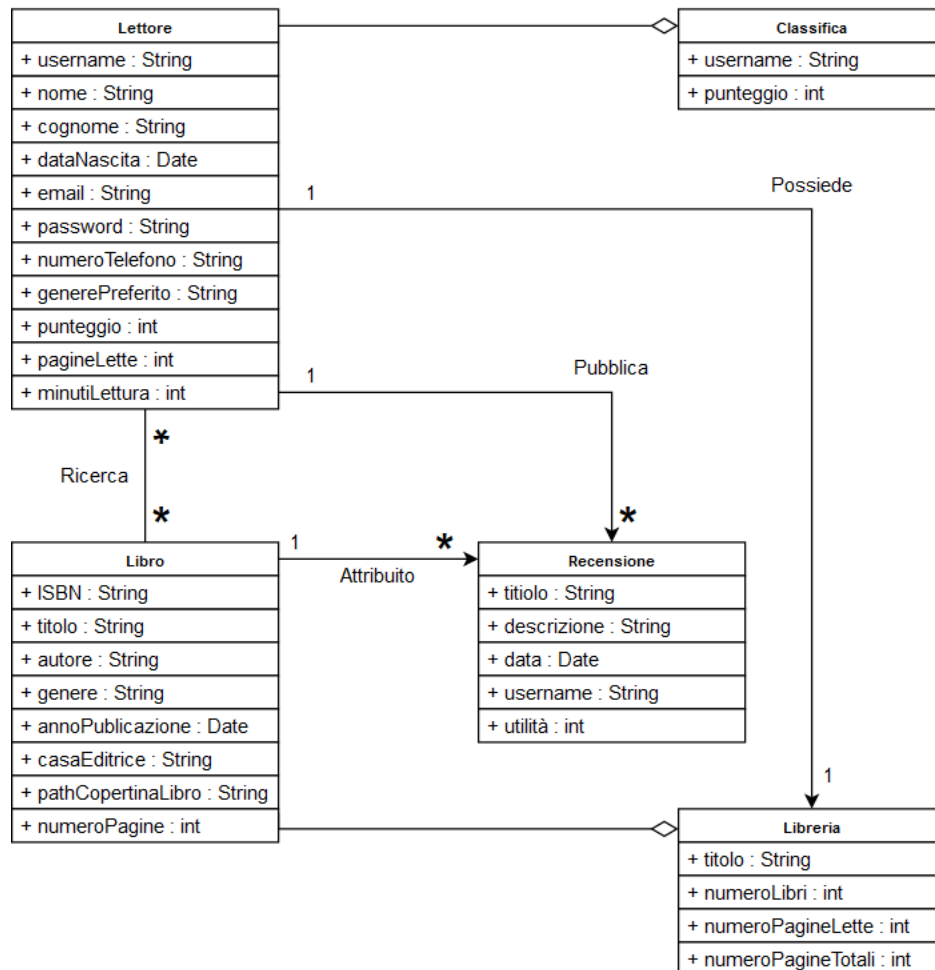 Lettore
+ username : String
+ nome : String
+ cognome : String
+ dataNascita : Date
+ email : String
+ password : String
+ numeroTelefono : String
+ generePreferito : String
+ punteggio : int
+ pagineLette : int
+ minutiLettura : int
Classifica
+ username : String
+ punteggio : int
1
Possiede
1
1
Pubblica
*
*
Ricerca
*
Libro
+ ISBN : String
+ titolo : String
+ autore : String
+ genere : String
+ annoPublicazione : Date
+ casaEditrice : String
+ pathCopertinaLibro : String
+ numeroPagine : int
1
*
Attribuito
Recensione
+ titiolo : String
+ descrizione : String
+ data : Date
+ username : String
+ utilità : int
Libreria
+ titolo : String
+ numeroLibri : int
+ numeroPagineLette : int
+ numeroPagineTotali : int